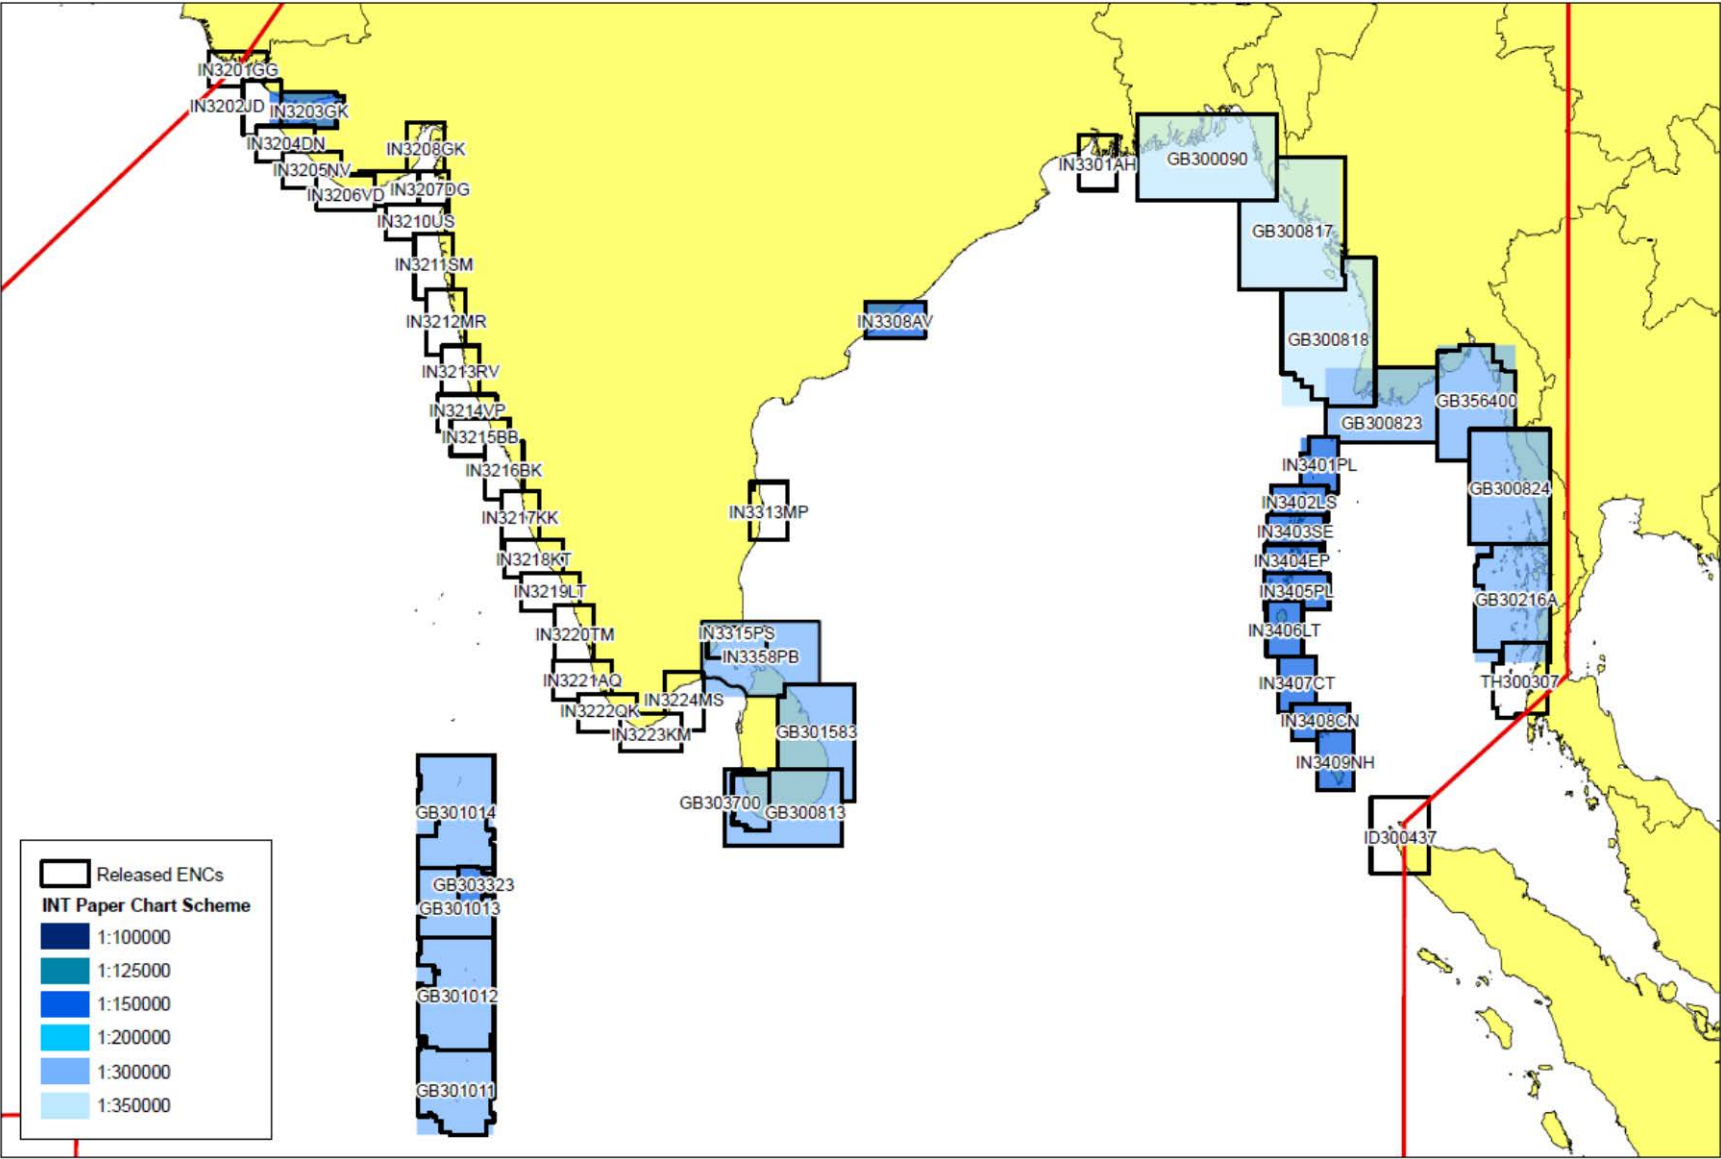 IN3201GG
IN3202JD
IN3203GK
IN3204DN
IN3205NV
IN3206VD
IN3208GK
IN3207DG
IN3210US
IN3211SM
IN3212MR
IN3213RV
IN3214VP
IN3215BB
IN3216BK
IN3217KK
IN3218KT
IN3219LT
IN3220TM
IN3221AQ
IN3222QK
IN3223KM
IN3224MS
IN3315PS
IN3358PB
IN3313MP
IN3308AV
IN3301AH
GB300090
GB300817
GB300818
GB300823
GB356400
GB300824
GB30216A
TH300307
IN3401PL
IN3402LS
IN3403SE
IN3404EP
IN3405PL
IN3406LT
IN3407CT
IN3408CN
IN3409NH
ID300437
GB301583
GB303700
GB300813
GB301014
GB303323
GB301013
GB301012
GB301011
Released ENCs
INT Paper Chart Scheme
1:100000
1:125000
1:150000
1:200000
1:300000
1:350000